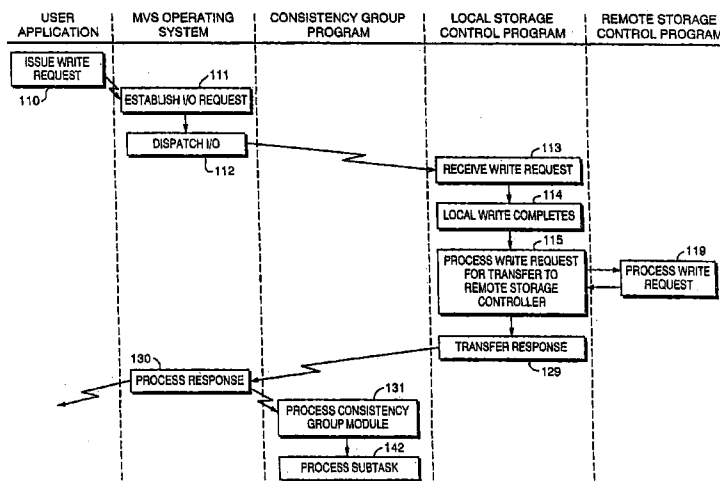 USER
APPLICATION
MVS OPERATING
SYSTEM
CONSISTENCY GROUP
PROGRAM
LOCAL STORAGE
CONTROL PROGRAM
REMOTE STORAGE
CONTROL PROGRAM
ISSUE WRITE
REQUEST
110
111
ESTABLISH I/O REQUEST
DISPATCH I/O
112
113
RECEIVE WRITE REQUEST
114
LOCAL WRITE COMPLETES
115
PROCESS WRITE REQUEST
FOR TRANSFER TO
REMOTE STORAGE
CONTROLLER
119
PROCESS WRITE
REQUEST
TRANSFER RESPONSE
129
130
PROCESS RESPONSE
131
PROCESS CONSISTENCY
GROUP MODULE
142
PROCESS SUBTASK